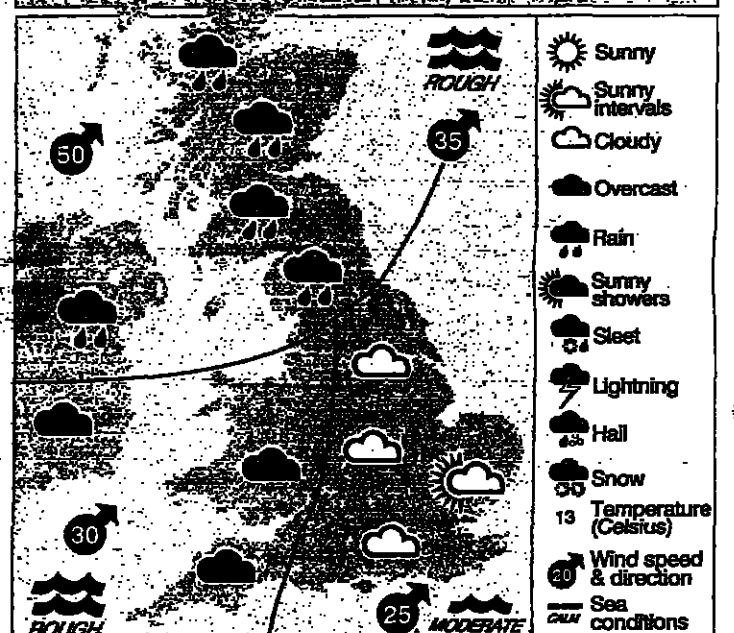 ROUGH
50
35
30
ROUGH
25
MODERATE
Sunny
Sunny
intervals
Cloudy
Overcast
Rain
Sunny
showers
Sleet
Lightning
Hail
Snow
13 Temperature
(Celsius)
20 Wind speed
& direction
CALM Sea
conditions